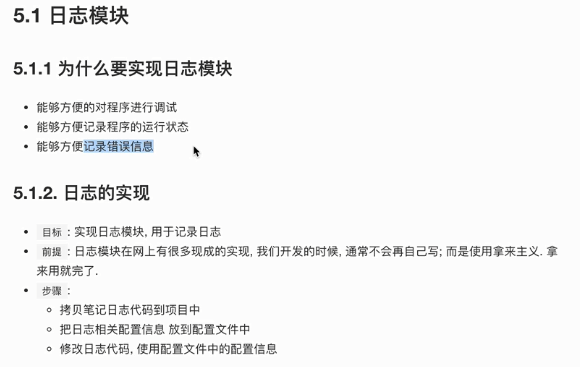 5.1 日志模块
5.1.1 为什么要实现日志模块
能够方便的对程序进行调试
能够方便记录程序的运行状态
能够方便记录错误信息
5.1.2. 日志的实现
目标 : 实现日志模块, 用于记录日志
前提 : 日志模块在网上有很多现成的实现, 我们开发的时候, 通常不会再自己写; 而是使用拿来主义. 拿
来用就完了.
步骤 :
拷贝笔记日志代码到项目中
把日志相关配置信息 放到配置文件中
修改日志代码, 使用配置文件中的配置信息